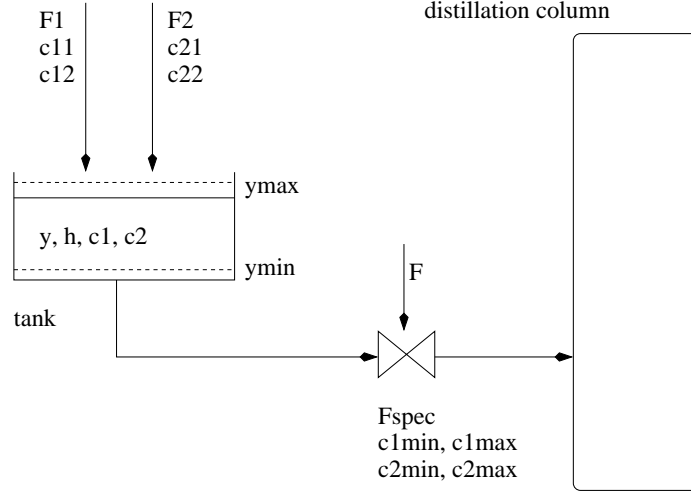 distillation column
F1
c11
c12
F2
c21
c22
ymax
y, h, c1, c2
ymin
F
tank
Fspec
c1min, c1max
c2min, c2max